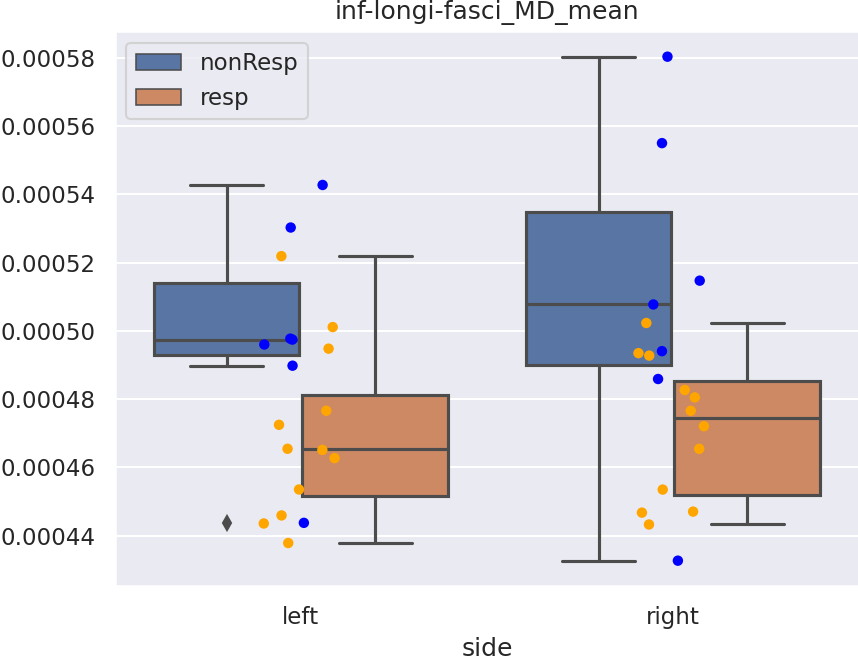 inf-longi-fasci_MD_mean
nonResp
resp
0.00058
0.00056
0.00054
0.00052
0.00050
0.00048
0.00046
0.00044
left
right
side